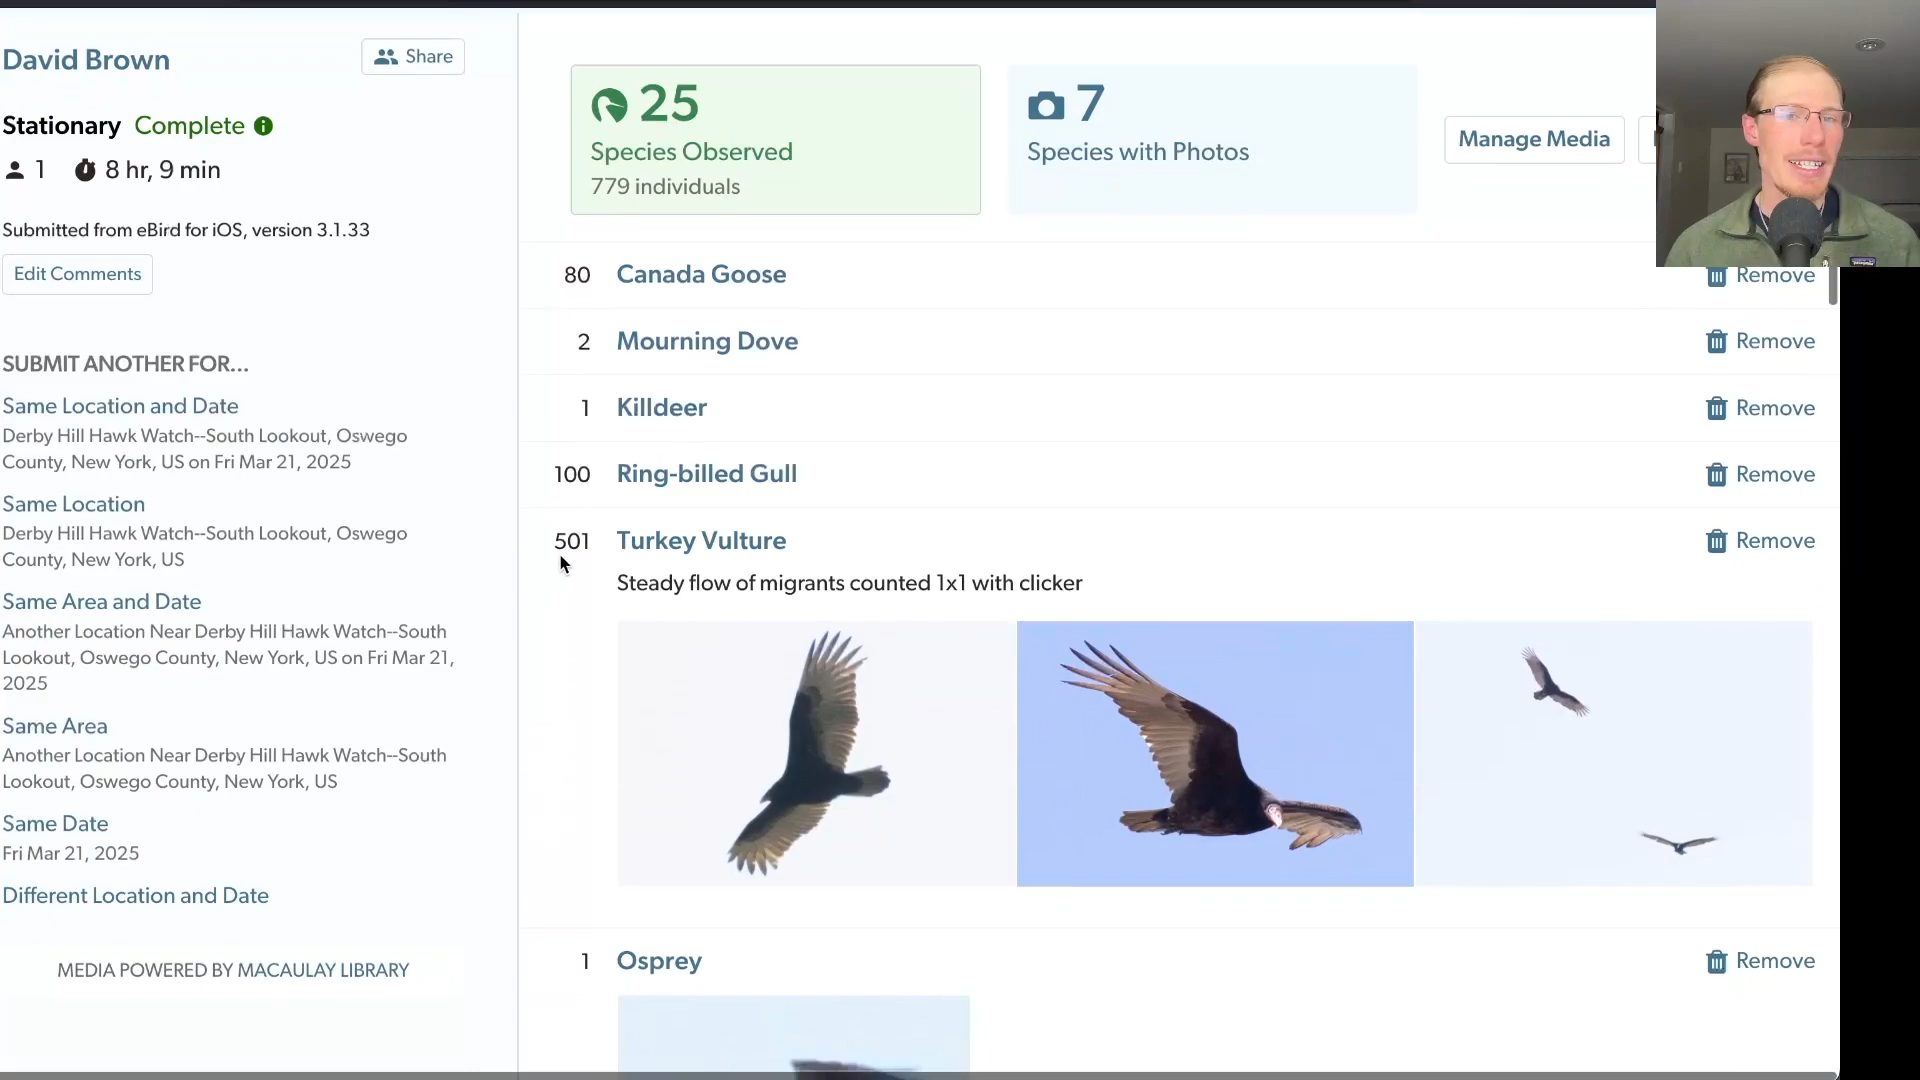 David Brown
Share
Stationary Complete
1 8 hr, 9 min
Submitted from eBird for iOS, version 3.1.33
Edit Comments
SUBMIT ANOTHER FOR...
Same Location and Date
Derby Hill Hawk Watch--South Lookout, Oswego
County, New York, US on Fri Mar 21, 2025
Same Location
Derby Hill Hawk Watch--South Lookout, Oswego
County, New York, US
Same Area and Date
Another Location Near Derby Hill Hawk Watch--South
Lookout, Oswego County, New York, US on Fri Mar 21,
2025
Same Area
Another Location Near Derby Hill Hawk Watch--South
Lookout, Oswego County, New York, US
Same Date
Fri Mar 21, 2025
Different Location and Date
MEDIA POWERED BY MACAULAY LIBRARY
25
Species Observed
779 individuals
7
Species with Photos
Manage Media
80 Canada Goose Remove
2 Mourning Dove Remove
1 Killdeer Remove
100 Ring-billed Gull Remove
501 Turkey Vulture Remove
Steady flow of migrants counted 1x1 with clicker
1 Osprey Remove